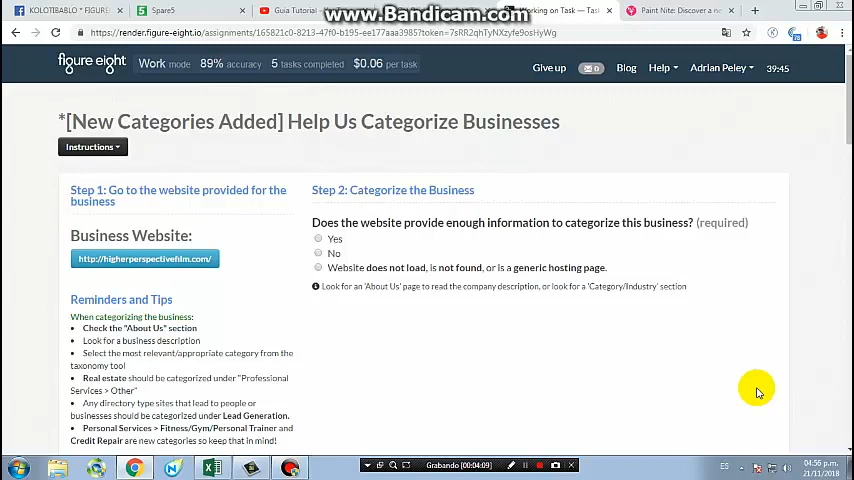 www.Bandicam.com
KOLOTIBABLO * FIGURE
Spare5
Guia Tutorial
Working on Task — Tas
Paint Nite: Discover a ne
https://render.figure-eight.io/assignments/165821c0-8213-47f0-b195-ee177aaa3985?token=7sRR2qhTyNXzyfe9osHyWg
figure eight
Work mode
89% accuracy
5 tasks completed
$0.06 per task
Give up
0
Blog
Help
Adrian Peley
39:45
*[New Categories Added] Help Us Categorize Businesses
Instructions
Step 1: Go to the website provided for the
business
Business Website:
http://higherperspectivefilm.com/
Reminders and Tips
When categorizing the business:
• Check the "About Us" section
• Look for a business description
• Select the most relevant/appropriate category from the
taxonomy tool
• Real estate should be categorized under "Professional
Services > Other"
• Any directory type sites that lead to people or
businesses should be categorized under Lead Generation.
• Personal Services > Fitness/Gym/Personal Trainer and
Credit Repair are new categories so keep that in mind!
Step 2: Categorize the Business
Does the website provide enough information to categorize this business? (required)
Yes
No
Website does not load, is not found, or is a generic hosting page.
Look for an 'About Us' page to read the company description, or look for a 'Category/Industry' section
Grabando [00:04:09]
ES
04:56 p.m.
21/11/2018